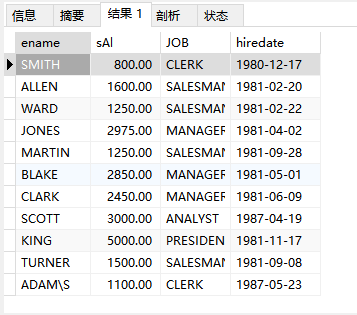 信息 摘要 结果 1 剖析 状态
ename sAl JOB hiredate
SMITH 800.00 CLERK 1980-12-17
ALLEN 1600.00 SALESMAN 1981-02-20
WARD 1250.00 SALESMAN 1981-02-22
JONES 2975.00 MANAGER 1981-04-02
MARTIN 1250.00 SALESMAN 1981-09-28
BLAKE 2850.00 MANAGER 1981-05-01
CLARK 2450.00 MANAGER 1981-06-09
SCOTT 3000.00 ANALYST 1987-04-19
KING 5000.00 PRESIDEN 1981-11-17
TURNER 1500.00 SALESMAN 1981-09-08
ADAM\S 1100.00 CLERK 1987-05-23